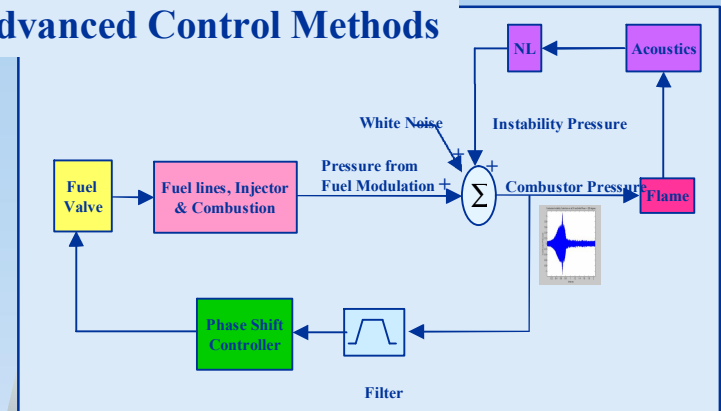 dvanced Control Methods
NL
Acoustics
White Noise
+
+
Instability Pressure
Pressure from
Fuel Modulation +
Σ
Combustor Pressure
Flame
Fuel
Valve
Fuel lines, Injector
& Combustion
Phase Shift
Controller
Filter